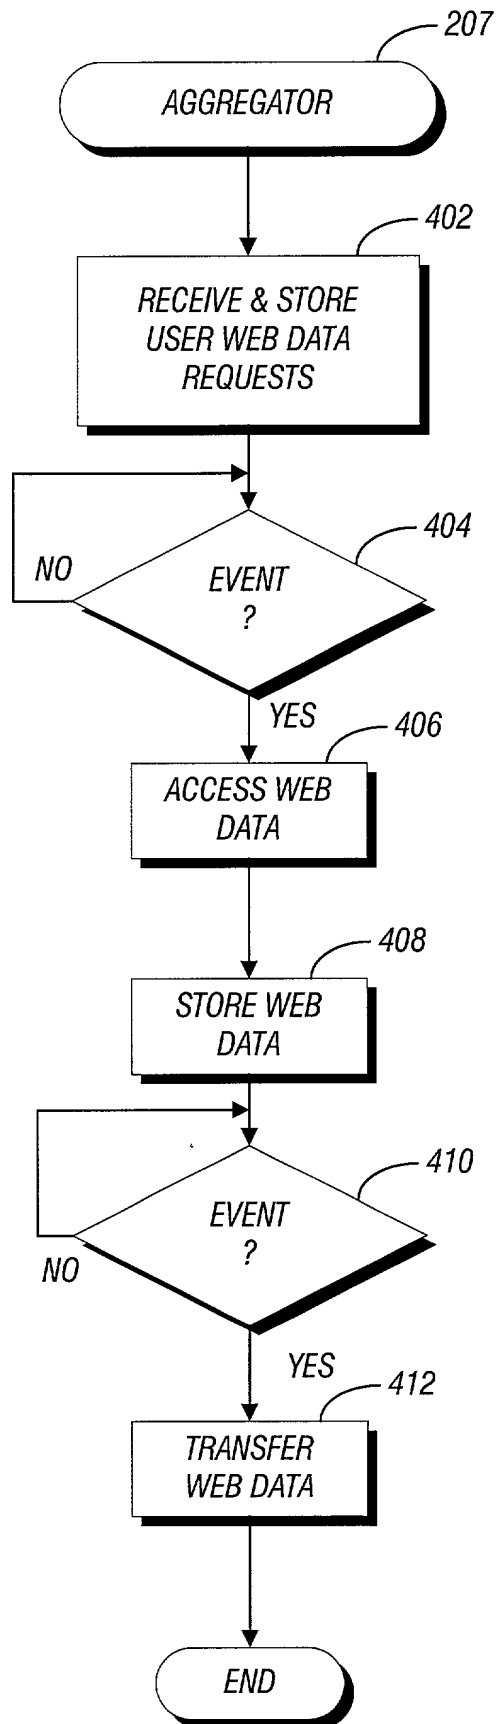 207
AGGREGATOR
402
RECEIVE & STORE
USER WEB DATA
REQUESTS
404
NO
EVENT
?
YES
406
ACCESS WEB
DATA
408
STORE WEB
DATA
410
EVENT
?
NO
YES
412
TRANSFER
WEB DATA
END